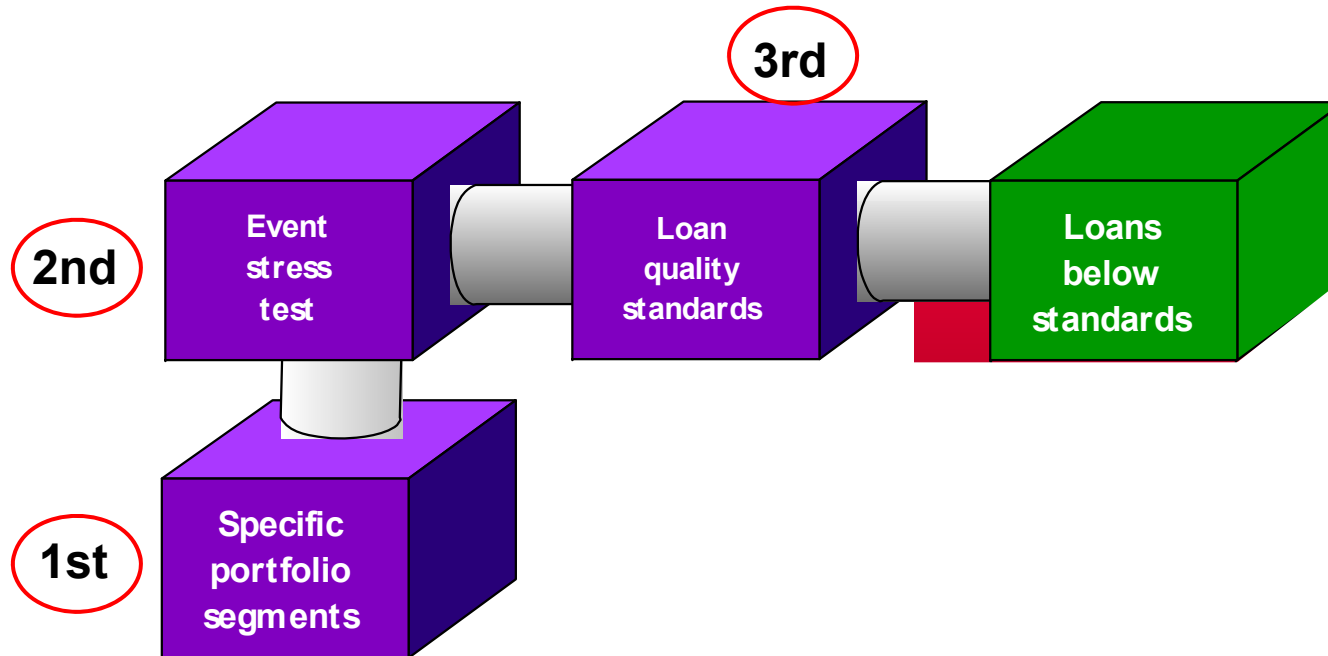 3rd
2nd
Event
stress
test
Loan
quality
standards
Loans
below
standards
1st
Specific
portfolio
segments